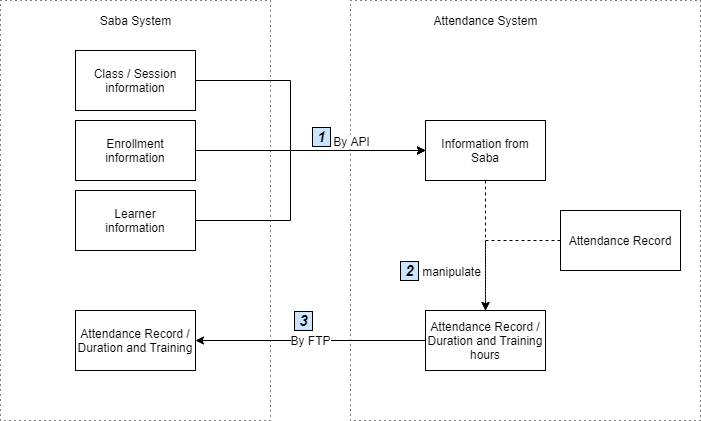 Saba System
Attendance System
Class / Session
information
Enrollment
information
Learner
information
1
By API
Information from
Saba
Attendance Record
2
manipulate
3
By FTP
Attendance Record /
Duration and Training
Attendance Record /
Duration and Training
hours